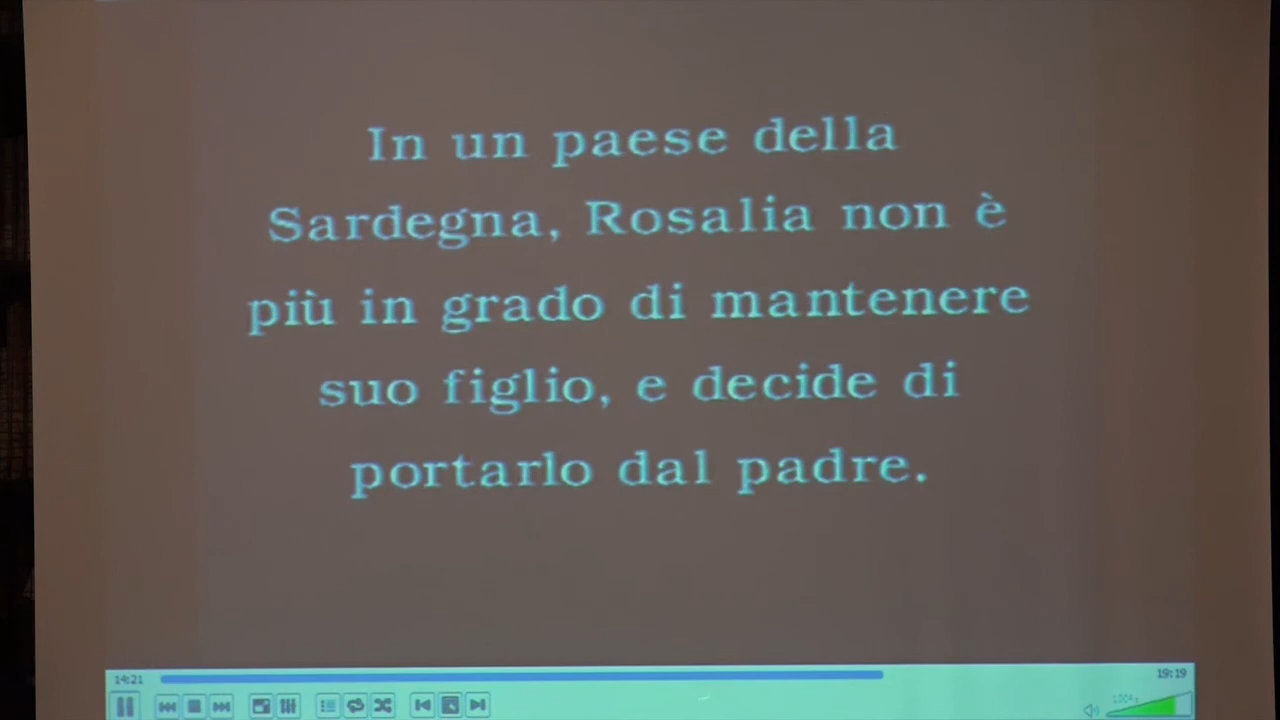 In un paese della
Sardegna, Rosalia non è
più in grado di mantenere
suo figlio, e decide di
portarlo dal padre.
14:21 19:19
100%